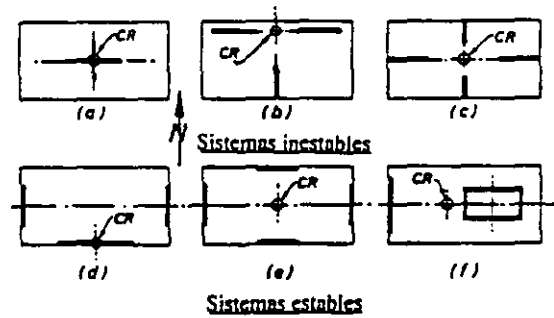 CR CR CR
(a) (b) (c)
N
Sistemas inestables
CR CR CR
(d) (e) (f)
Sistemas estables